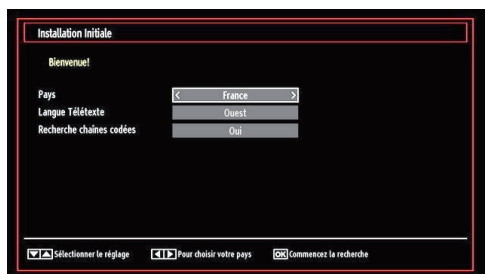 Installation Initiale
Bienvenue!
Pays < France >
Langue Télétexte Ouest
Recherche chaînes codées Oui
Sélectionner le réglage Pour choisir votre pays OK Commencez la recherche